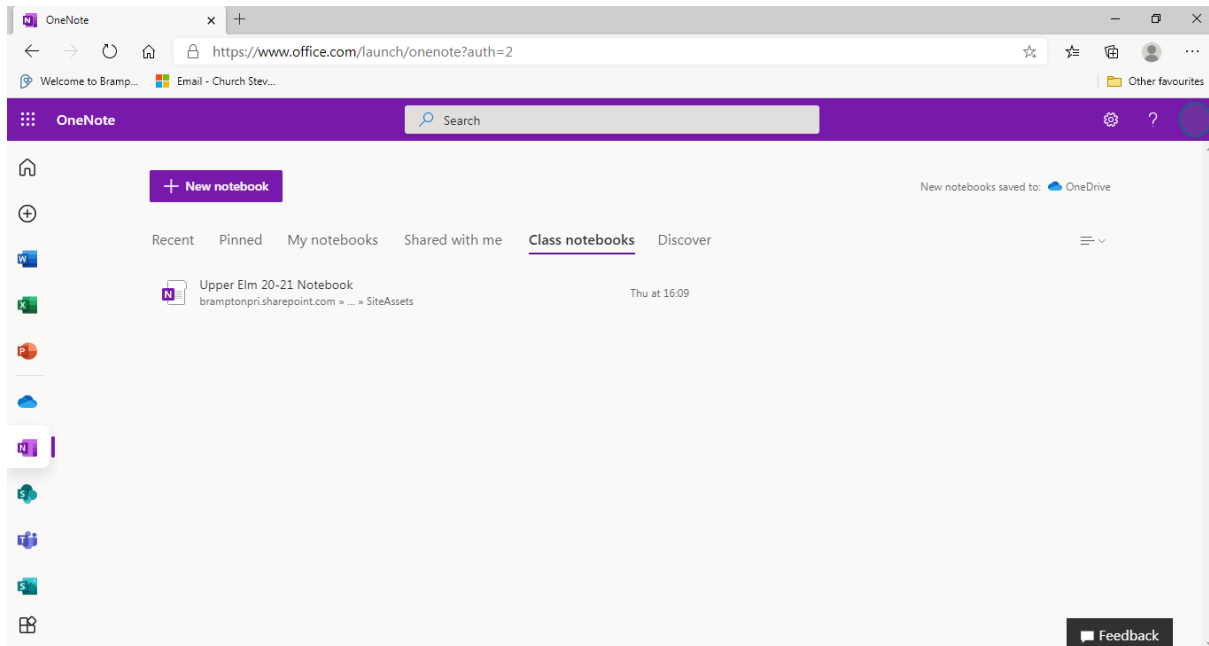 OneNote
https://www.office.com/launch/onenote?auth=2
Welcome to Bramp... Email - Church Stev... Other favourites
OneNote Search ?
New notebook New notebooks saved to: OneDrive
Recent Pinned My notebooks Shared with me Class notebooks Discover
Upper Elm 20-21 Notebook
bramptonpri.sharepoint.com » ... » SiteAssets
Thu at 16:09
Feedback